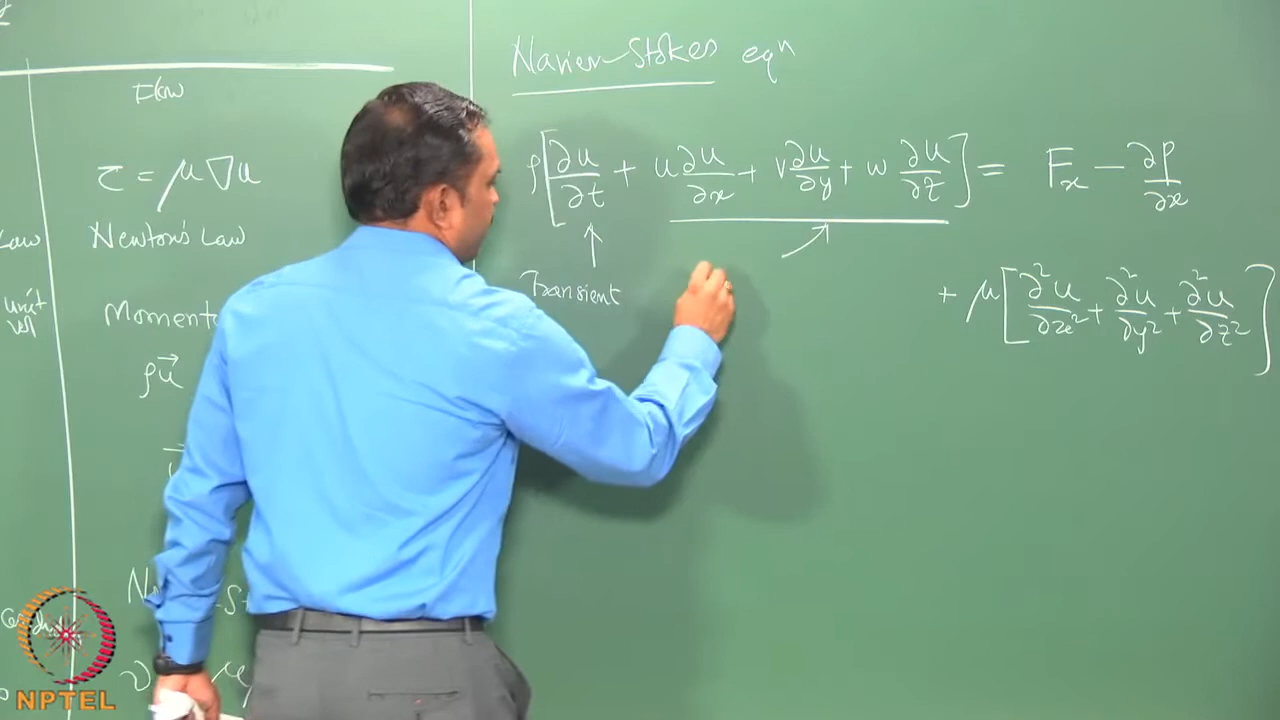 Flow
τ = μ∇u
Law
Newton's Law
unit
vol
Moment
ρu⃗
ν μ
Navier-Stokes eqⁿ
ρ[∂u/∂t + u ∂u/∂x + v ∂u/∂y + w ∂u/∂z] = Fₓ − ∂p/∂x
Transient
+ μ[∂²u/∂x² + ∂²u/∂y² + ∂²u/∂z²]
NPTEL